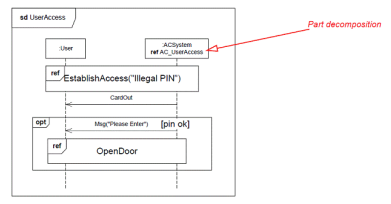 sd UserAccess
Part decomposition
:User
:ACSystem
ref AC_UserAccess
ref
EstablishAccess("Illegal PIN")
CardOut
opt
Msg("Please Enter") [pin ok]
ref
OpenDoor